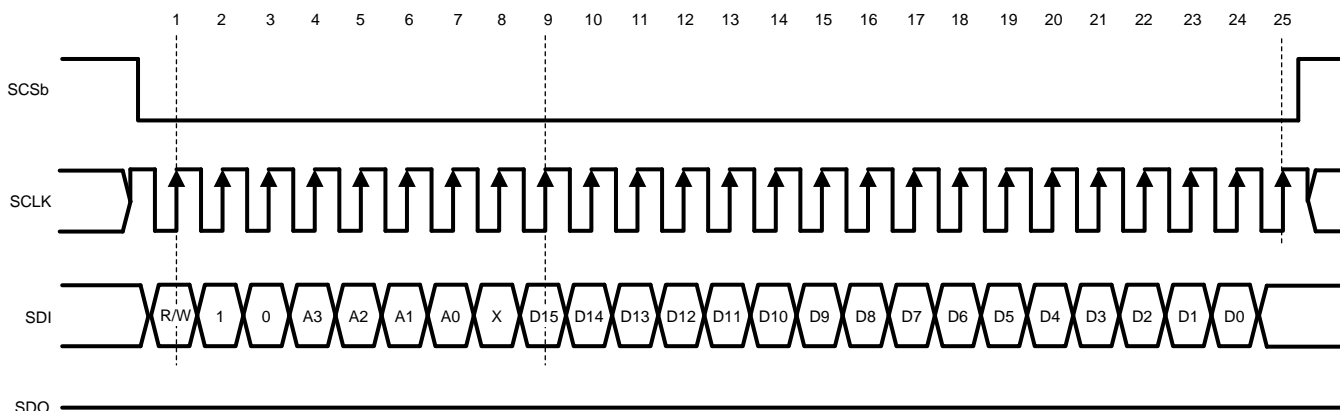 1 2 3 4 5 6 7 8 9 10 11 12 13 14 15 16 17 18 19 20 21 22 23 24 25
SCSb
SCLK
SDI R/W 1 0 A3 A2 A1 A0 X D15 D14 D13 D12 D11 D10 D9 D8 D7 D6 D5 D4 D3 D2 D1 D0
SDO